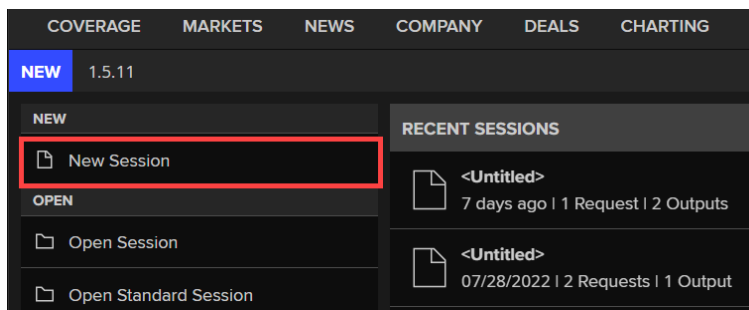 COVERAGE MARKETS NEWS COMPANY DEALS CHARTING
NEW 1.5.11
NEW
New Session
OPEN
Open Session
Open Standard Session
RECENT SESSIONS
<Untitled>
7 days ago | 1 Request | 2 Outputs
<Untitled>
07/28/2022 | 2 Requests | 1 Output